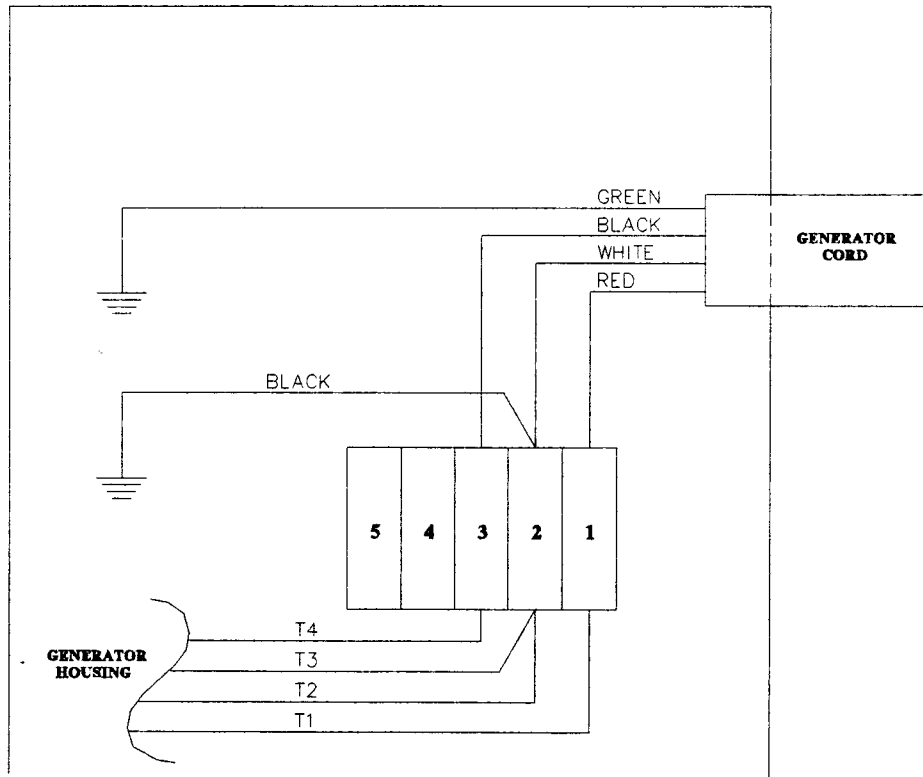 GREEN
BLACK
WHITE
RED
GENERATOR
CORD
BLACK
5 4 3 2 1
T4
T3
T2
T1
GENERATOR
HOUSING